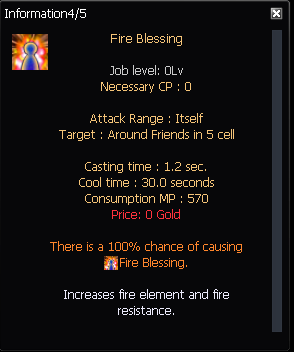 Information4/5
Fire Blessing
Job level: 0Lv
Necessary CP : 0
Attack Range : Itself
Target : Around Friends in 5 cell
Casting time : 1.2 sec.
Cool time : 30.0 seconds
Consumption MP : 570
Price: 0 Gold
There is a 100% chance of causing
Fire Blessing.
Increases fire element and fire
resistance.